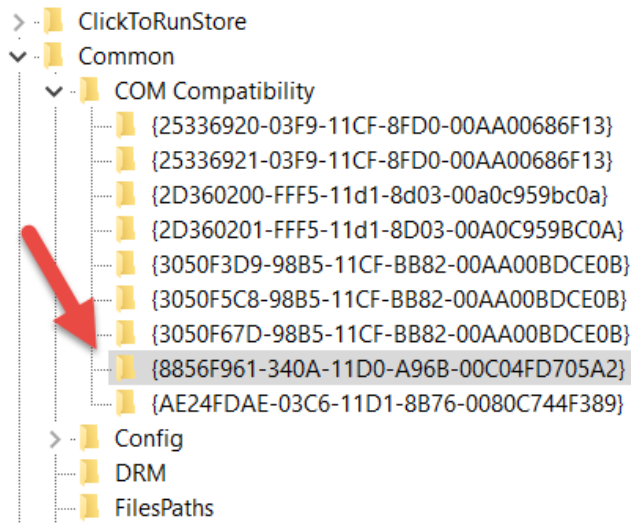 ClickToRunStore
Common
COM Compatibility
{25336920-03F9-11CF-8FD0-00AA00686F13}
{25336921-03F9-11CF-8FD0-00AA00686F13}
{2D360200-FFF5-11d1-8d03-00a0c959bc0a}
{2D360201-FFF5-11d1-8D03-00A0C959BC0A}
{3050F3D9-98B5-11CF-BB82-00AA00BDCE0B}
{3050F5C8-98B5-11CF-BB82-00AA00BDCE0B}
{3050F67D-98B5-11CF-BB82-00AA00BDCE0B}
{8856F961-340A-11D0-A96B-00C04FD705A2}
{AE24FDAE-03C6-11D1-8B76-0080C744F389}
Config
DRM
FilesPaths